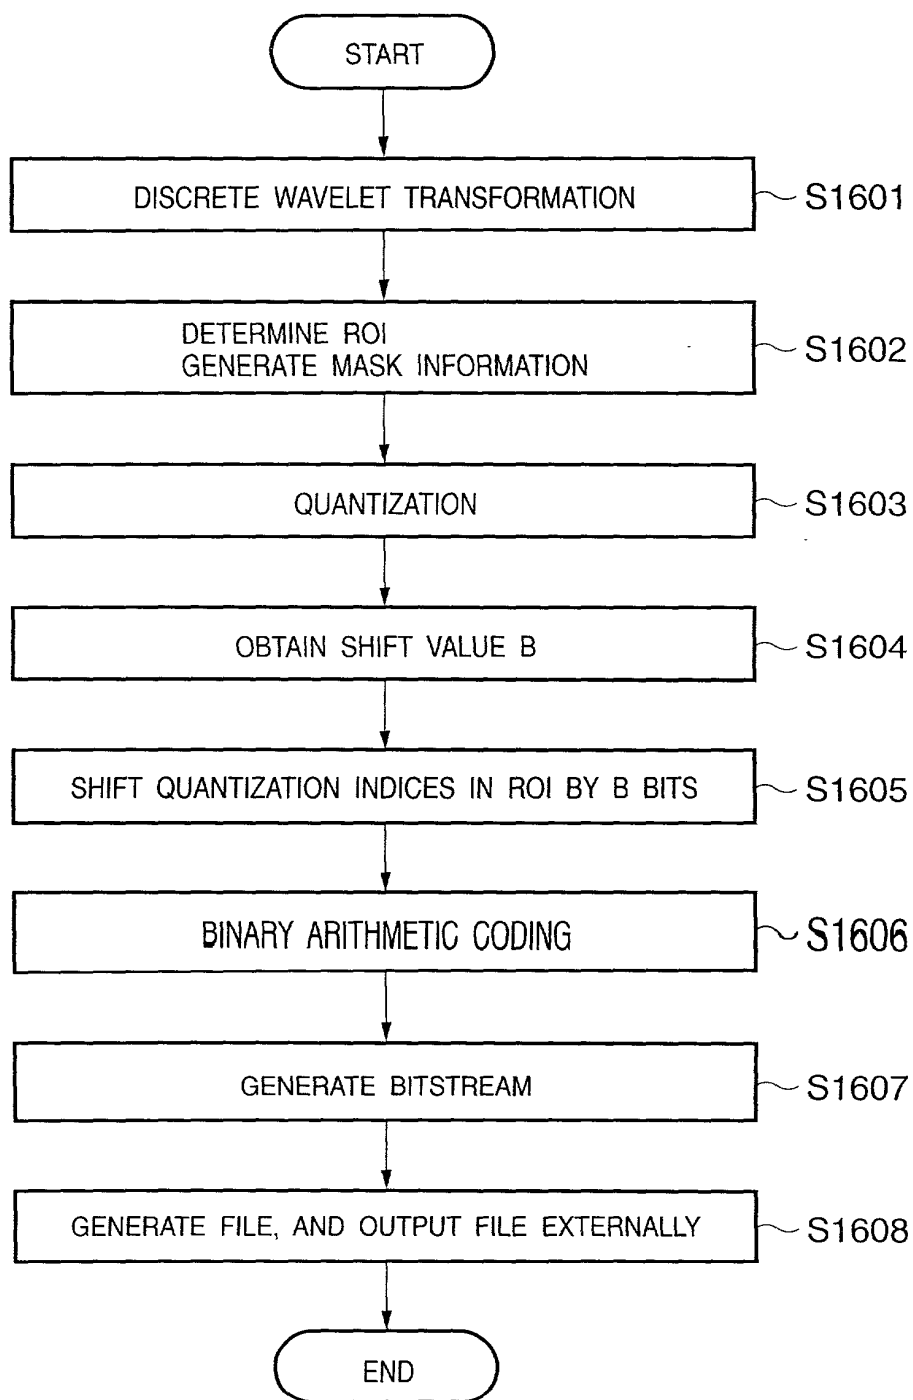 START
DISCRETE WAVELET TRANSFORMATION
S1601
DETERMINE ROI
GENERATE MASK INFORMATION
S1602
QUANTIZATION
S1603
OBTAIN SHIFT VALUE B
S1604
SHIFT QUANTIZATION INDICES IN ROI BY B BITS
S1605
BINARY ARITHMETIC CODING
S1606
GENERATE BITSTREAM
S1607
GENERATE FILE, AND OUTPUT FILE EXTERNALLY
S1608
END